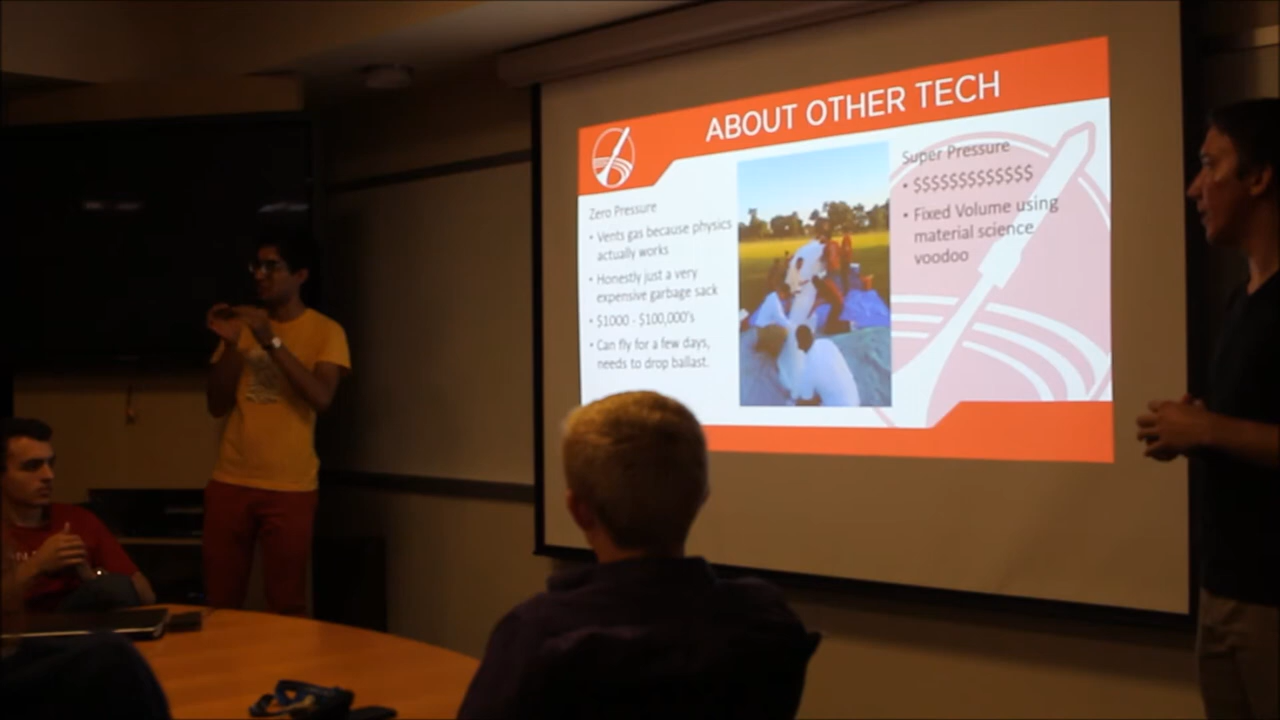 ABOUT OTHER TECH
Zero Pressure
• Vents gas because physics
actually works
• Honestly just a very
expensive garbage sack
• $1000 - $100,000's
• Can fly for a few days,
needs to drop ballast.
Super Pressure
• $$$$$$$$$$$$$
• Fixed Volume using
material science
voodoo